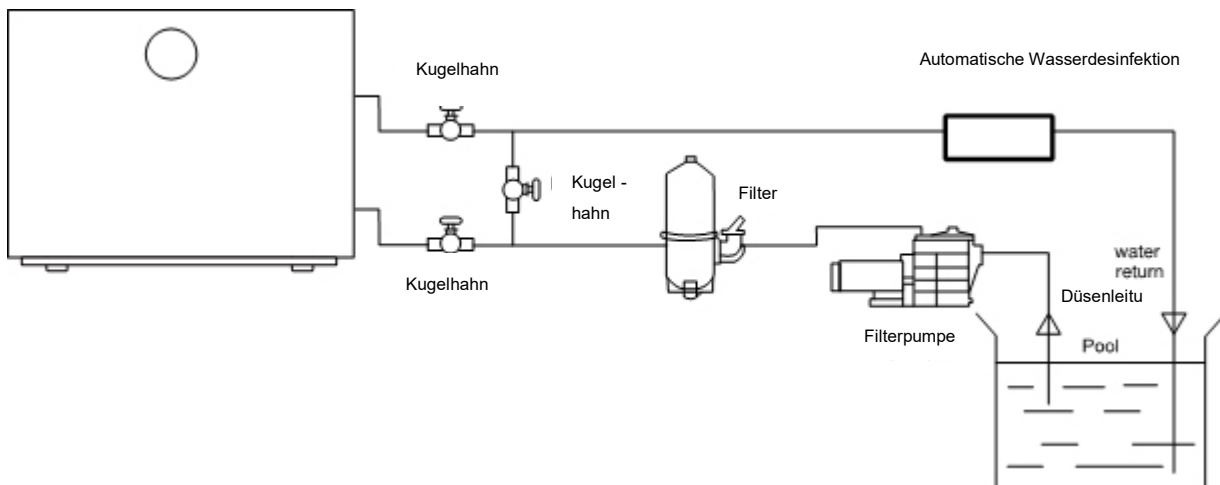 Kugelhahn
Automatische Wasserdesinfektion
Kugel -
hahn
Filter
Kugelhahn
water
return
Düsenleitu
Filterpumpe
Pool